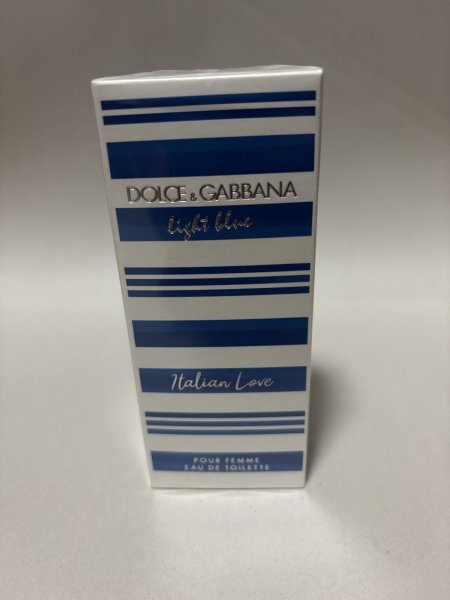 DOLCE & GABBANA
light blue
Italian Love
POUR FEMME
EAU DE TOILETTE